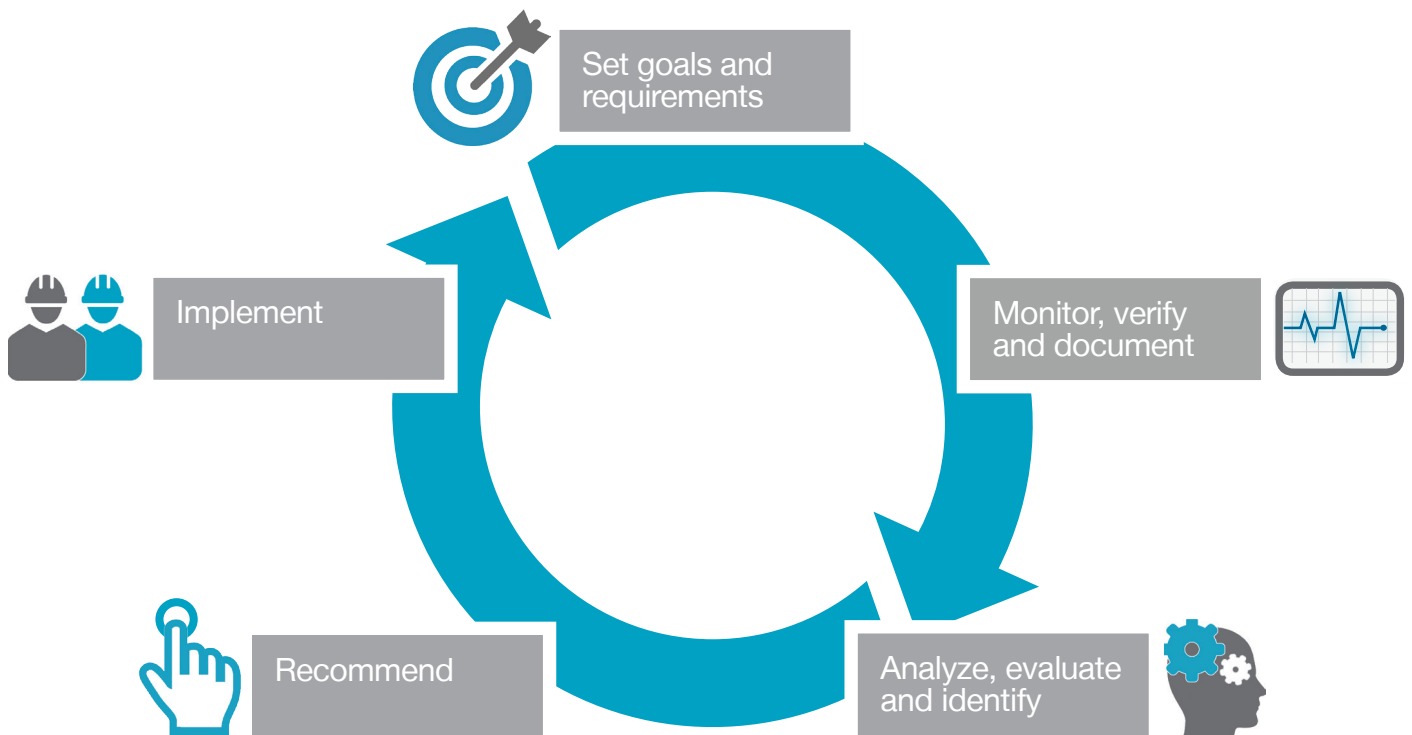 Set goals and
requirements
Monitor, verify
and document
Analyze, evaluate
and identify
Recommend
Implement